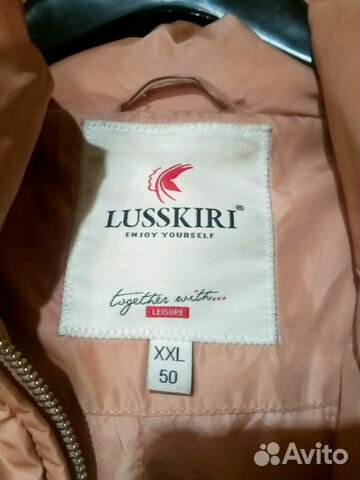 LUSSKIRI®
ENJOY YOURSELF
together with...
LEISURE
XXL
50
Avito